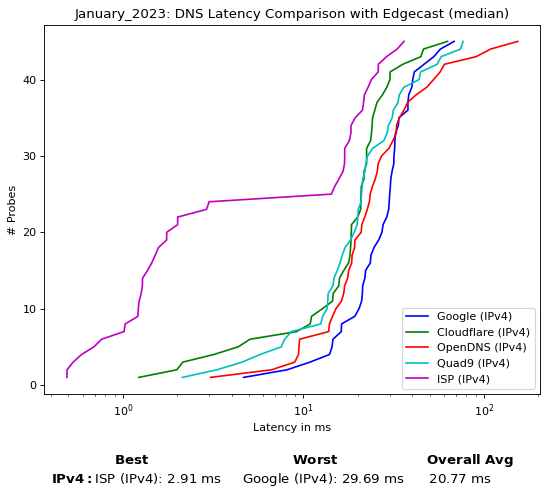 January_2023: DNS Latency Comparison with Edgecast (median)
# Probes
40
30
20
10
0
Google (IPv4)
Cloudflare (IPv4)
OpenDNS (IPv4)
Quad9 (IPv4)
ISP (IPv4)
10⁰ 10¹ 10²
Latency in ms
Best Worst Overall Avg
IPv4: ISP (IPv4): 2.91 ms Google (IPv4): 29.69 ms 20.77 ms